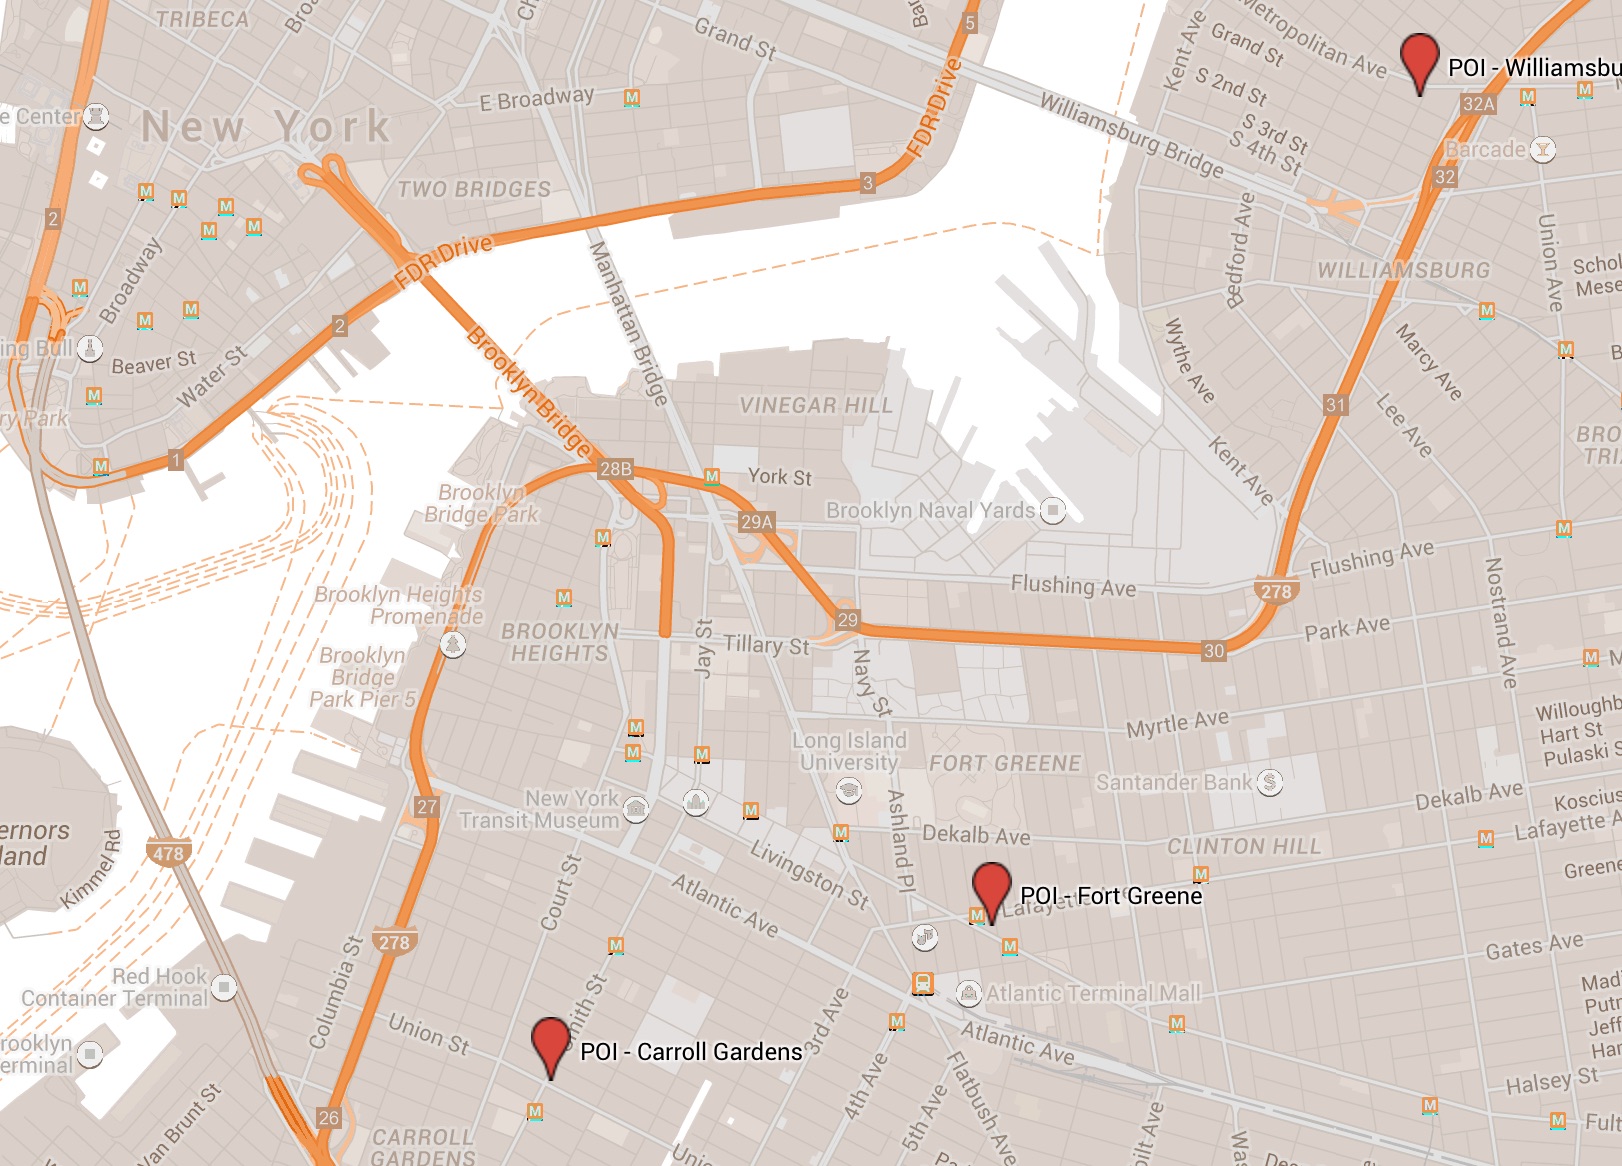 TRIBECA
Grand St
5
Kent Ave
Metropolitan Ave
Grand St
POI - Williamsbu
S 2nd St
32A
E Broadway
FDR Drive
Williamsburg Bridge
e Center
New York
S 3rd St
S 4th St
Barcade
32
TWO BRIDGES
3
2
Bedford Ave
Union Ave
Broadway
FDR Drive
Manhattan Bridge
WILLIAMSBURG
Schol
Mese
2
Brooklyn Bridge
ing Bull
Beaver St
Water St
Wythe Ave
Marcy Ave
VINEGAR HILL
31
Lee Ave
ry Park
BRO
TRI
1
28B
York St
Kent Ave
Brooklyn
Bridge Park
29A
Brooklyn Naval Yards
Flushing Ave
Flushing Ave
278
Nostrand Ave
Brooklyn Heights
Promenade
29
BROOKLYN
HEIGHTS
Jay St
Tillary St
30
Park Ave
Brooklyn
Bridge
Park Pier 5
Navy St
Willoughb
Hart St
Pulaski S
Myrtle Ave
Long Island
University
FORT GREENE
Santander Bank
Dekalb Ave
New York
Transit Museum
27
Ashland Pl
Dekalb Ave
Kosciu
Lafayette A
ernors
land
Kimmel Rd
478
CLINTON HILL
Livingston St
Court St
Atlantic Ave
POI - Fort Greene
Greene
278
Columbia St
Gates Ave
Red Hook
Container Terminal
Atlantic Terminal Mall
Union St
3rd Ave
POI - Carroll Gardens
Atlantic Ave
rooklyn
erminal
4th Ave
5th Ave
Flatbush Ave
Halsey St
Van Brunt St
26
CARROLL
GARDENS
Fult